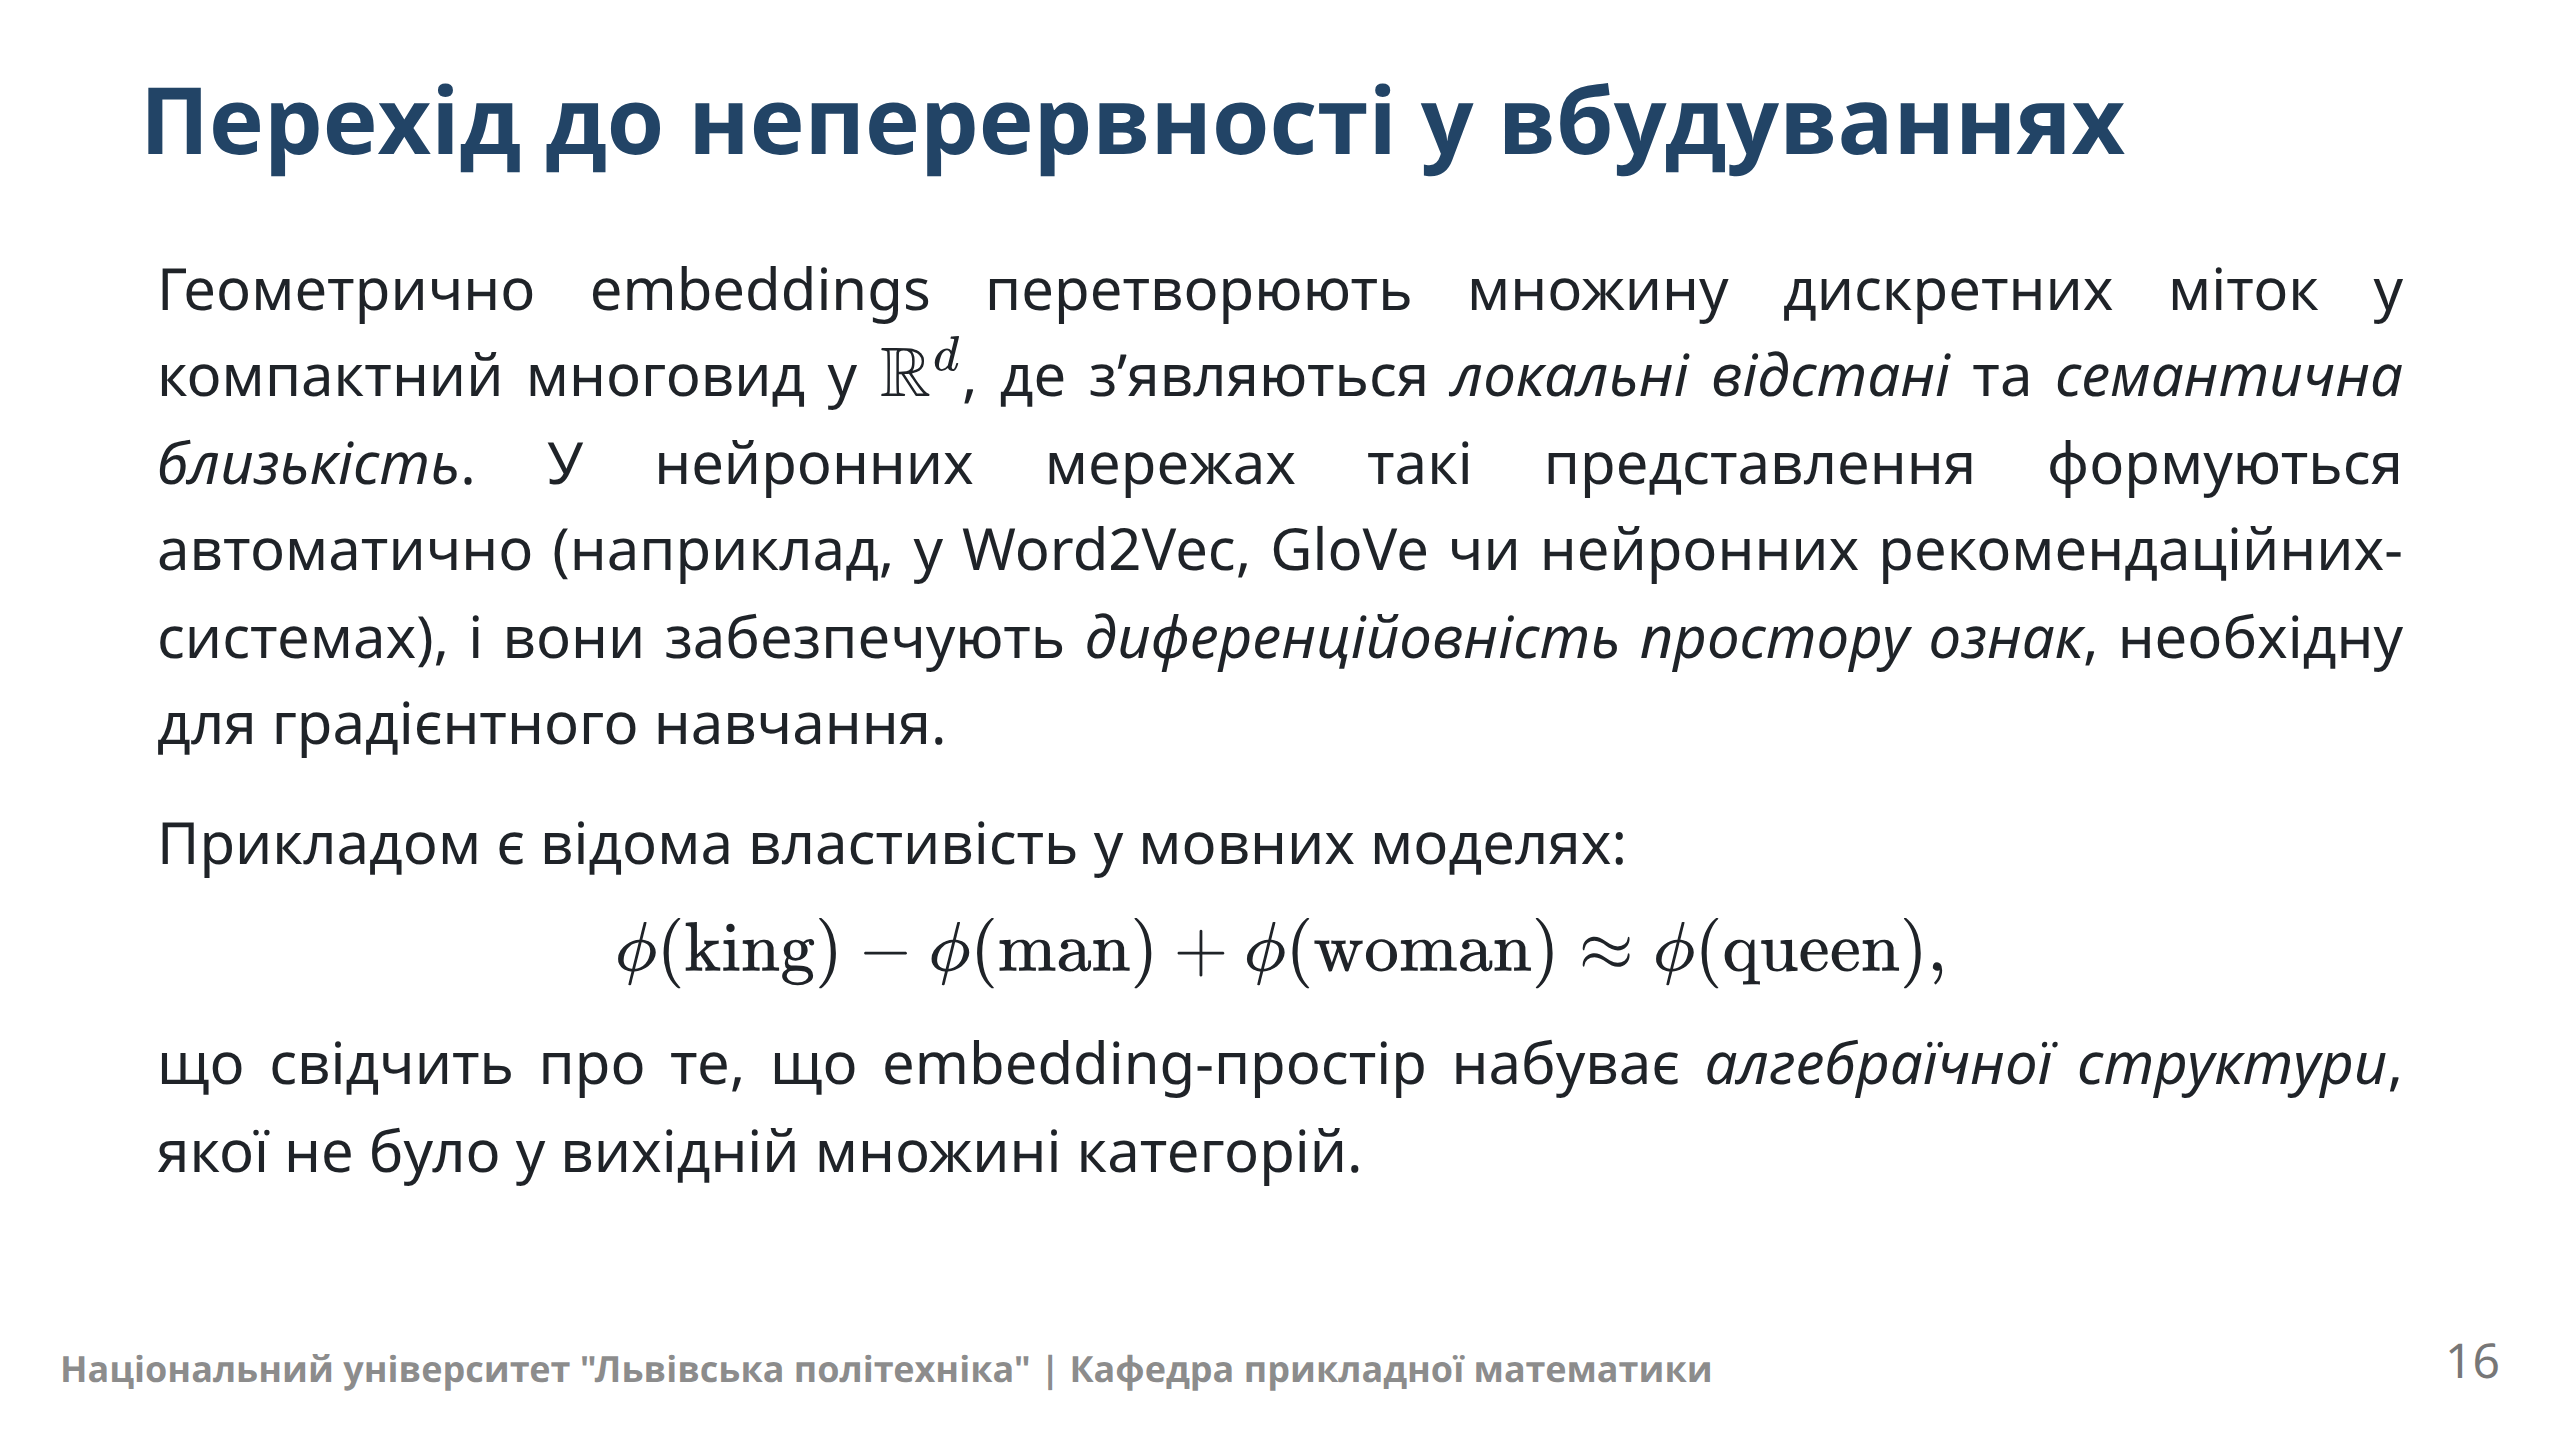 Перехід до неперервності у вбудуваннях
Геометрично embeddings перетворюють множину дискретних міток у
компактний многовид у ℝᵈ, де з’являються локальні відстані та семантична
близькість. У нейронних мережах такі представлення формуються
автоматично (наприклад, у Word2Vec, GloVe чи нейронних рекомендаційних-
системах), і вони забезпечують диференційовність простору ознак, необхідну
для градієнтного навчання.
Прикладом є відома властивість у мовних моделях:
ϕ(king) − ϕ(man) + ϕ(woman) ≈ ϕ(queen),
що свідчить про те, що embedding-простір набуває алгебраїчної структури,
якої не було у вихідній множині категорій.
Національний університет "Львівська політехніка" | Кафедра прикладної математики
16